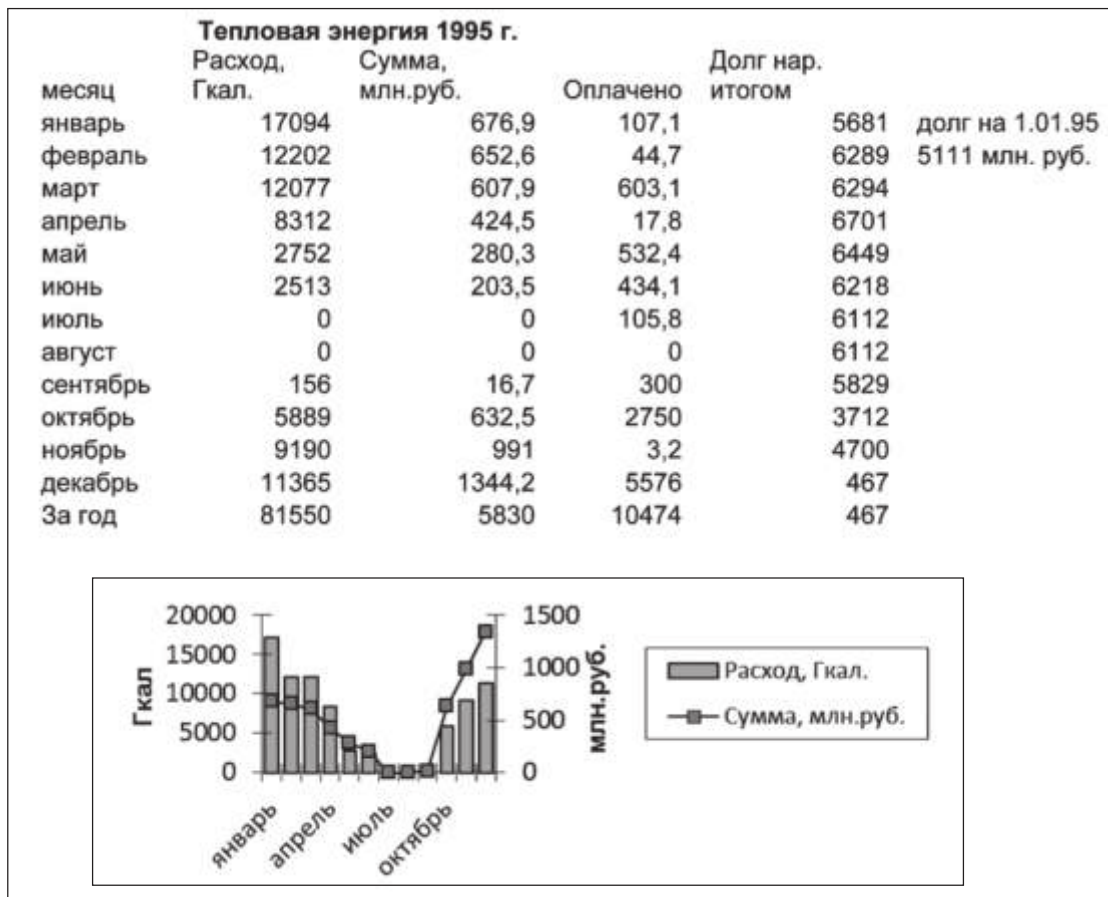 Тепловая энергия 1995 г.
Расход, Сумма, Долг нар.
месяц Гкал. млн.руб. Оплачено итогом
январь 17094 676,9 107,1 5681 долг на 1.01.95
февраль 12202 652,6 44,7 6289 5111 млн. руб.
март 12077 607,9 603,1 6294
апрель 8312 424,5 17,8 6701
май 2752 280,3 532,4 6449
июнь 2513 203,5 434,1 6218
июль 0 0 105,8 6112
август 0 0 0 6112
сентябрь 156 16,7 300 5829
октябрь 5889 632,5 2750 3712
ноябрь 9190 991 3,2 4700
декабрь 11365 1344,2 5576 467
За год 81550 5830 10474 467
20000 1500
15000 1000
10000 500
5000 0
0
Гкал
млн.руб.
январь апрель июль октябрь
Расход, Гкал.
Сумма, млн.руб.